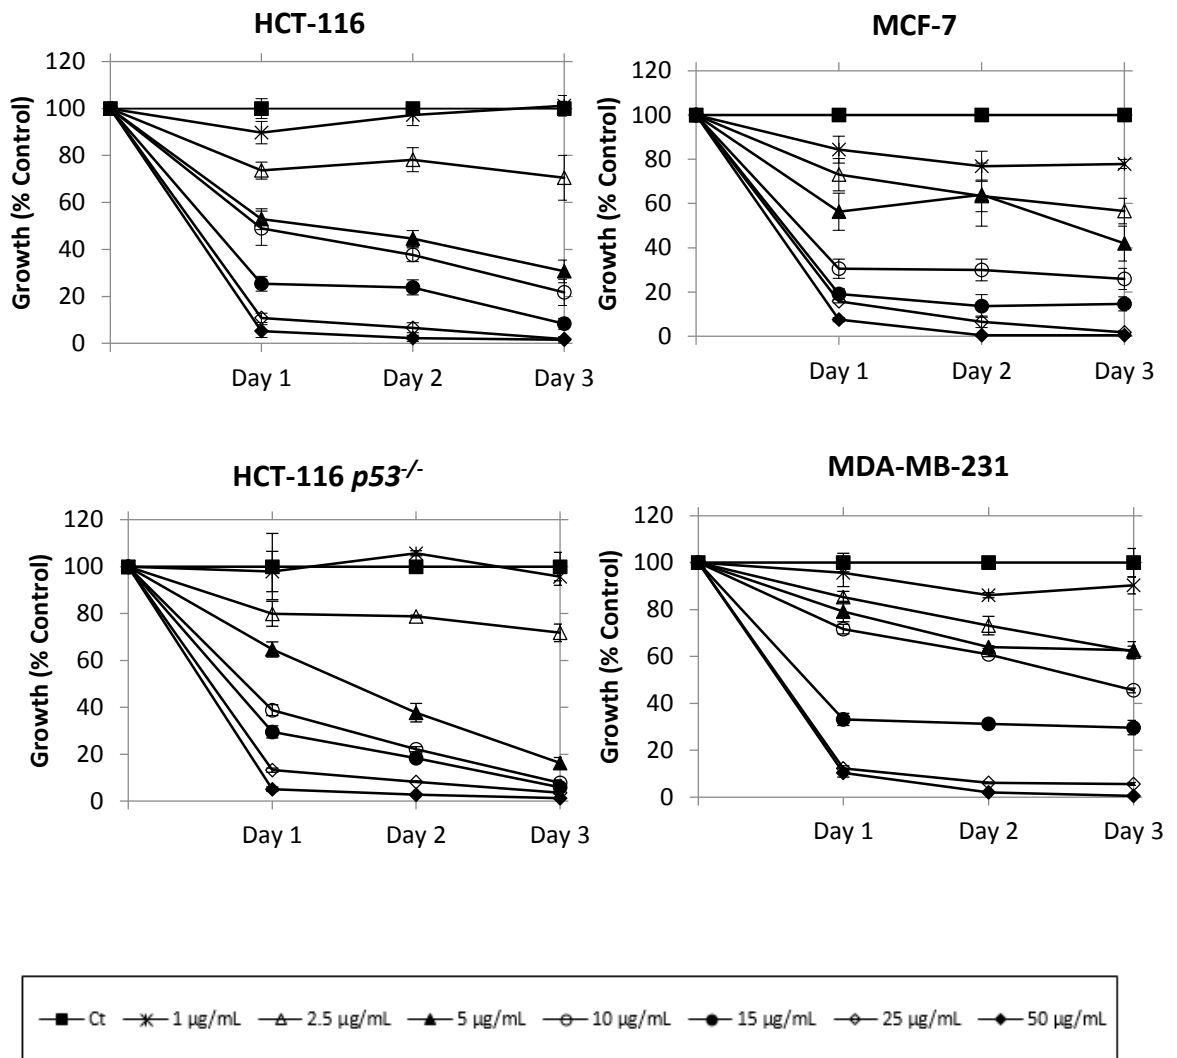 HCT-116
Growth (% Control)
120
100
80
60
40
20
0
Day 1 Day 2 Day 3
MCF-7
Growth (% Control)
120
100
80
60
40
20
0
Day 1 Day 2 Day 3
HCT-116 p53-/-
Growth (% Control)
120
100
80
60
40
20
0
Day 1 Day 2 Day 3
MDA-MB-231
Growth (% Control)
120
100
80
60
40
20
0
Day 1 Day 2 Day 3
Ct 1 µg/mL 2.5 µg/mL 5 µg/mL 10 µg/mL 15 µg/mL 25 µg/mL 50 µg/mL